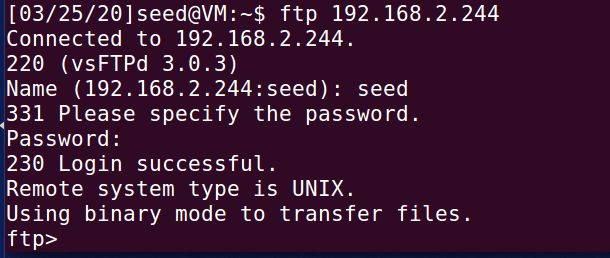 [03/25/20]seed@VM:~$ ftp 192.168.2.244
Connected to 192.168.2.244.
220 (vsFTPd 3.0.3)
Name (192.168.2.244:seed): seed
331 Please specify the password.
Password:
230 Login successful.
Remote system type is UNIX.
Using binary mode to transfer files.
ftp>